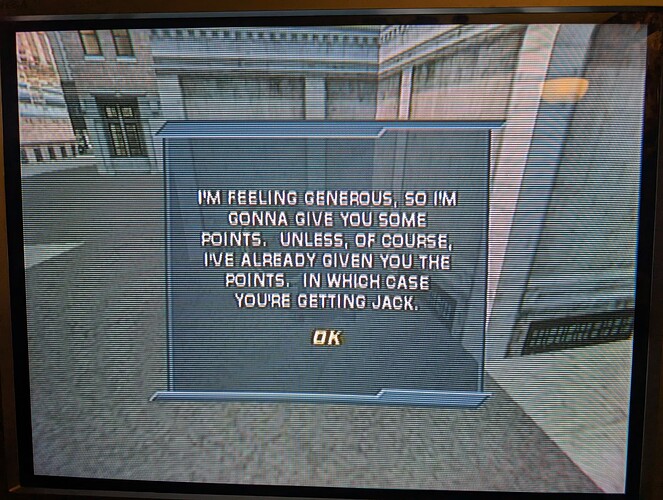 I'M FEELING GENEROUS, SO I'M
GONNA GIVE YOU SOME
POINTS.  UNLESS, OF COURSE,
I'VE ALREADY GIVEN YOU THE
POINTS.  IN WHICH CASE
YOU'RE GETTING JACK.
OK